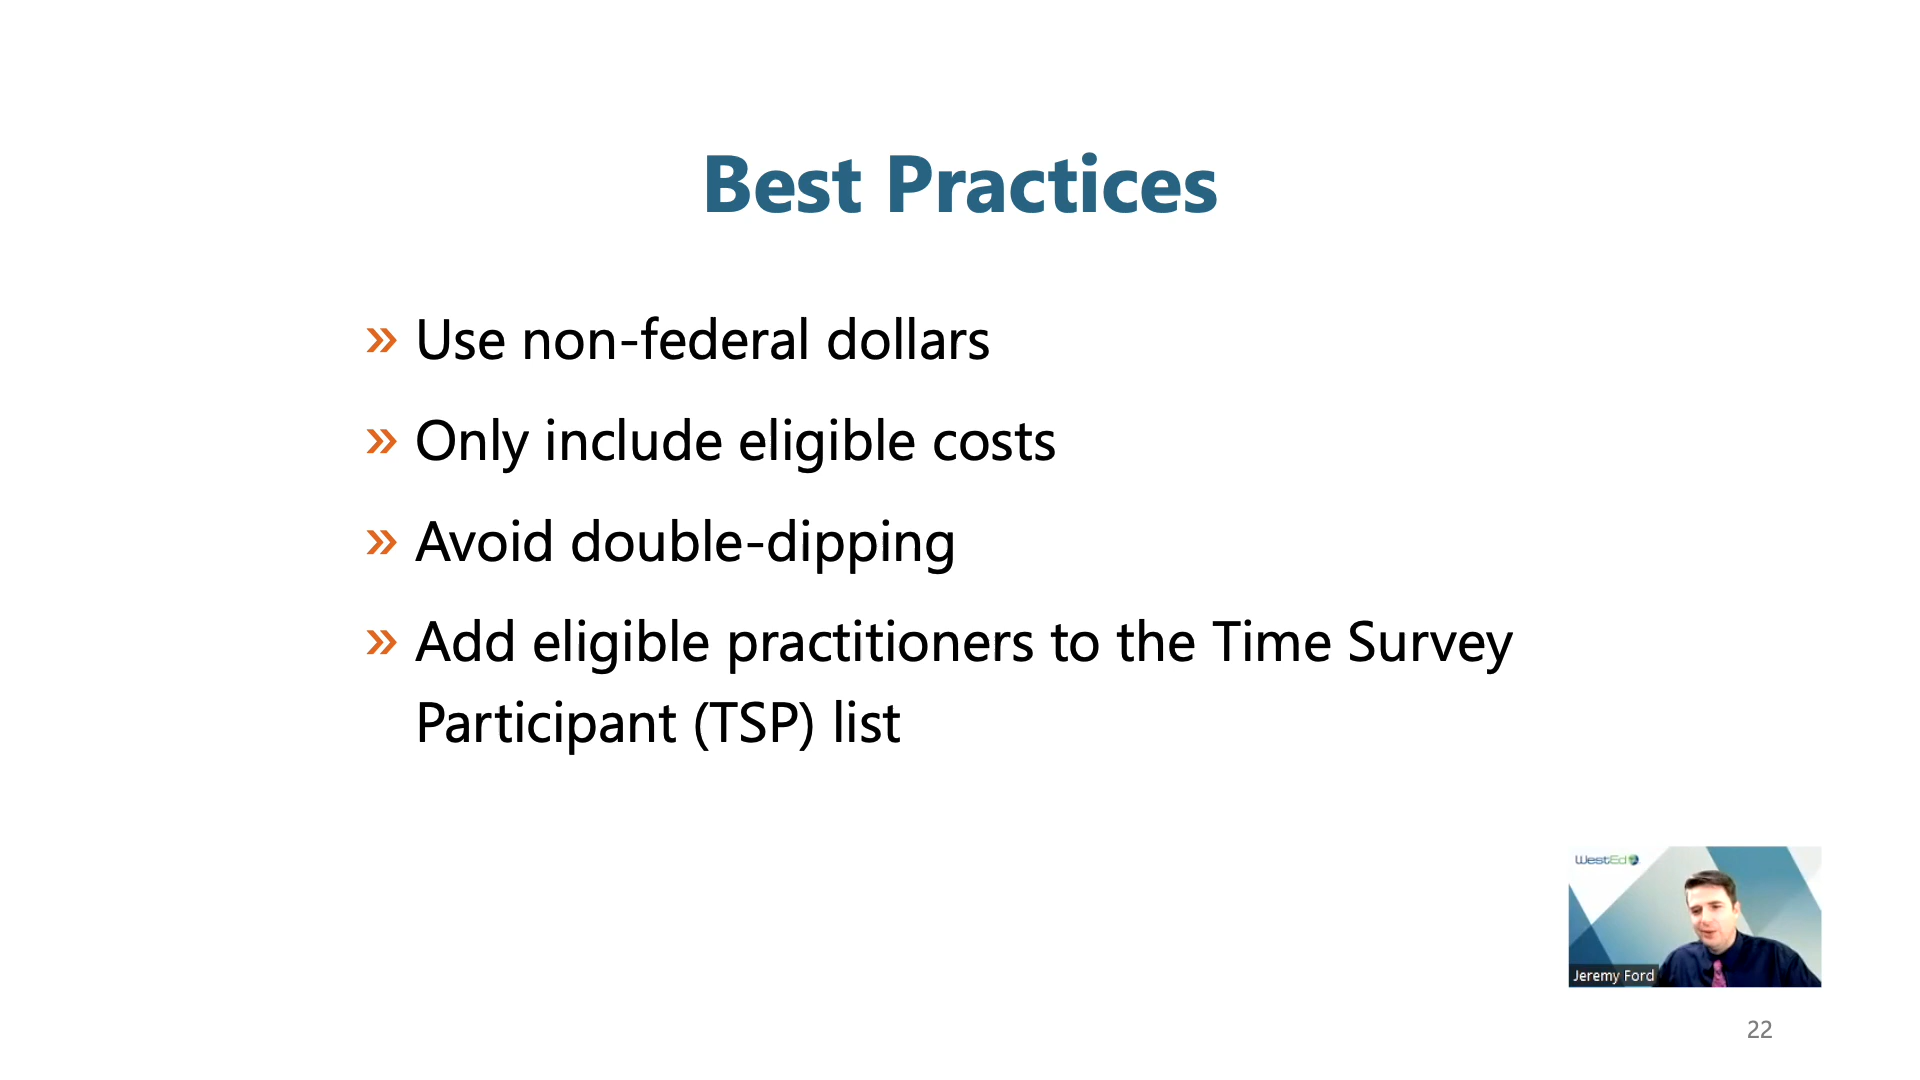 Best Practices
» Use non-federal dollars
» Only include eligible costs
» Avoid double-dipping
» Add eligible practitioners to the Time Survey
Participant (TSP) list
WestEd
Jeremy Ford
22